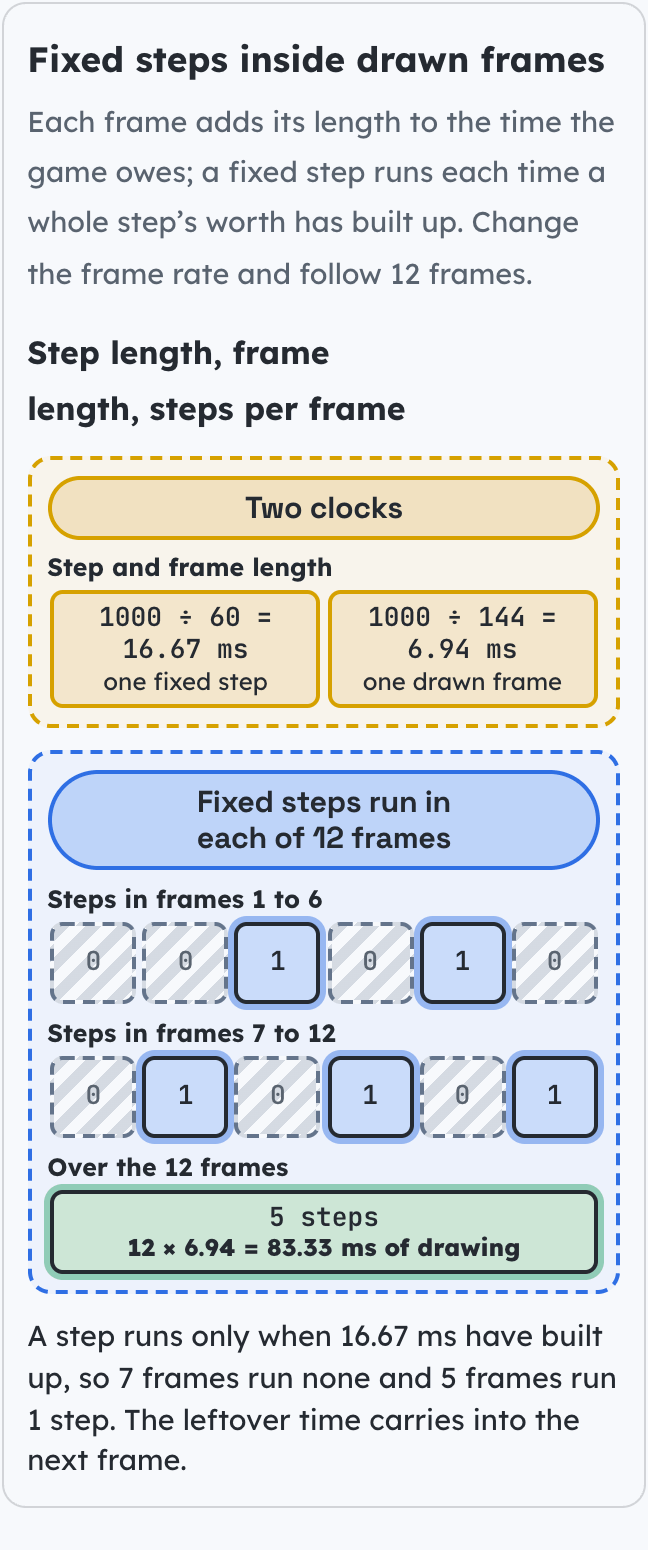 Fixed steps inside drawn frames
Each frame adds its length to the time the
game owes; a fixed step runs each time a
whole step’s worth has built up. Change
the frame rate and follow 12 frames.
Step length, frame
length, steps per frame
Two clocks
Step and frame length
1000 ÷ 60 =
16.67 ms
one fixed step
1000 ÷ 144 =
6.94 ms
one drawn frame
Fixed steps run in
each of 12 frames
Steps in frames 1 to 6
0 0 1 0 1 0
Steps in frames 7 to 12
0 1 0 1 0 1
Over the 12 frames
5 steps
12 × 6.94 = 83.33 ms of drawing
A step runs only when 16.67 ms have built
up, so 7 frames run none and 5 frames run
1 step. The leftover time carries into the
next frame.